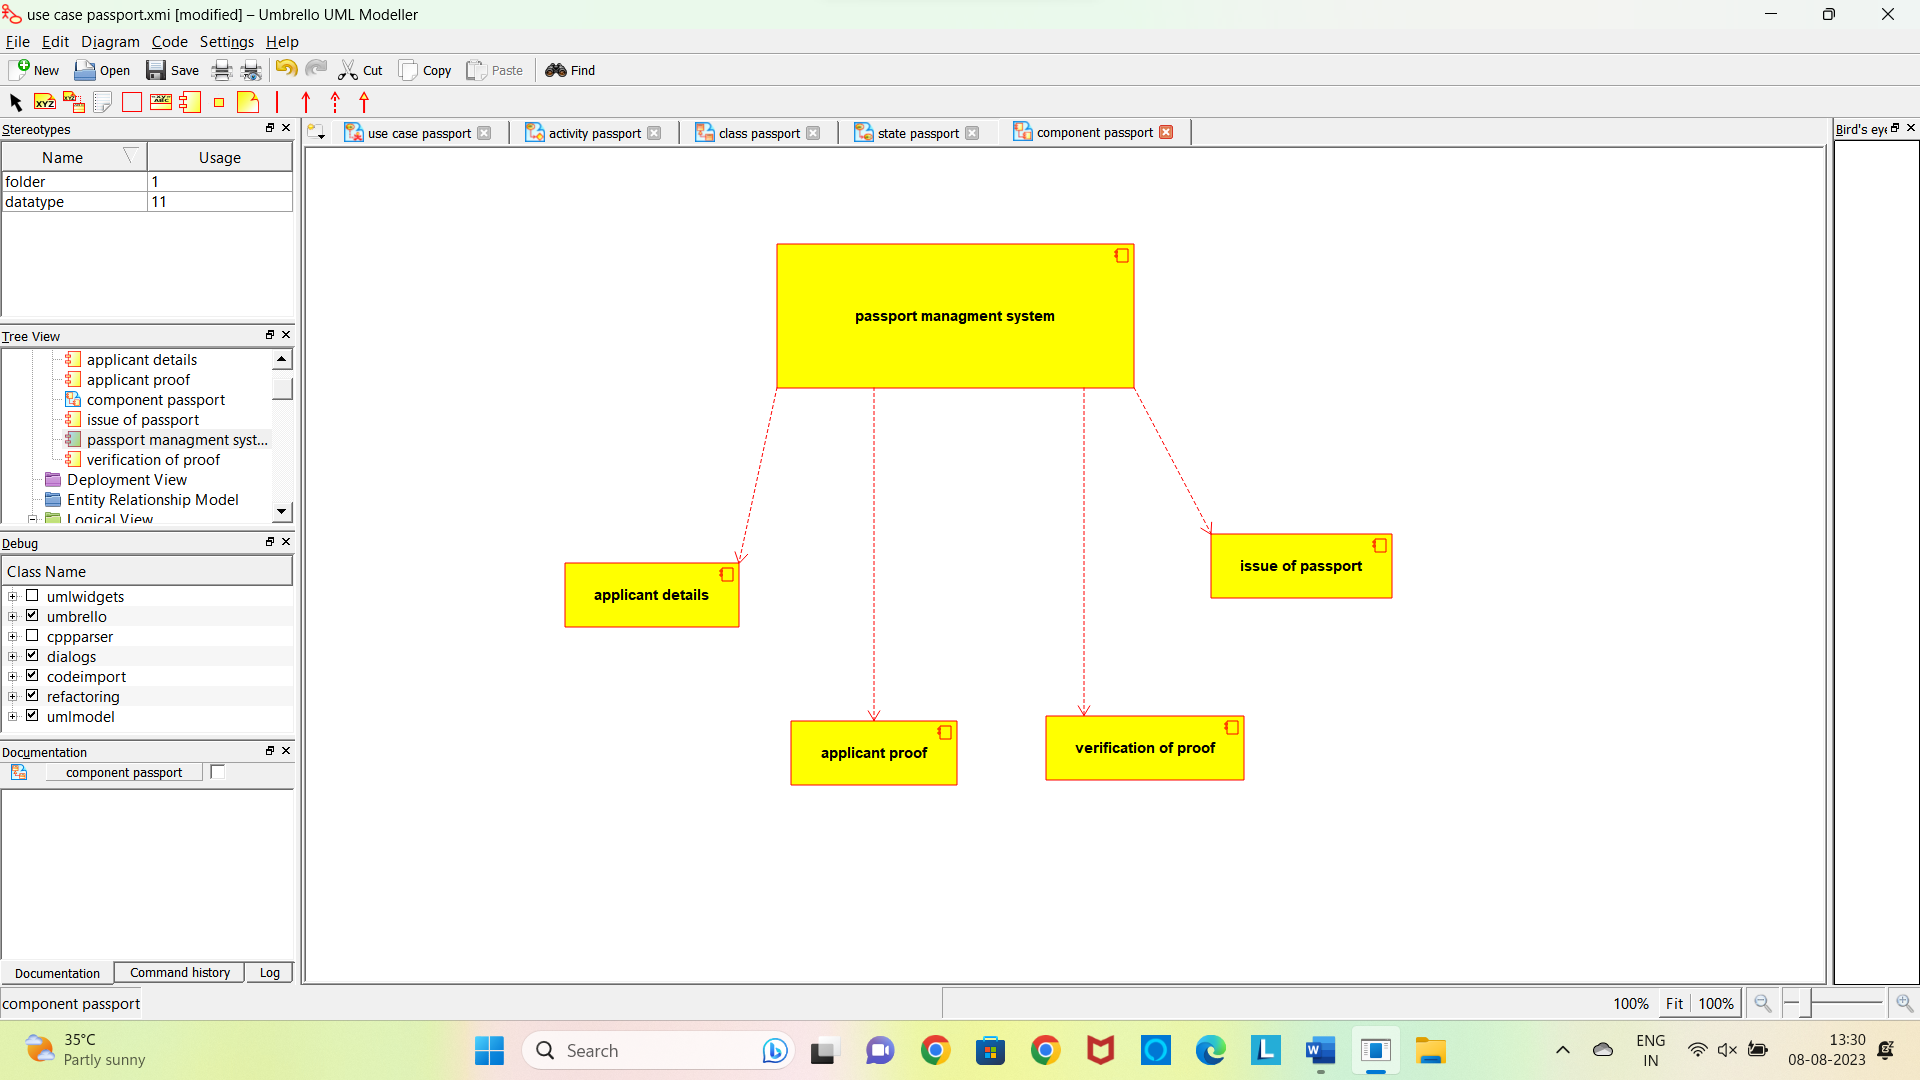 use case passport.xmi [modified] – Umbrello UML Modeller
File Edit Diagram Code Settings Help
New Open Save Cut Copy Paste Find
XYZ XYZ ABC
Stereotypes
Name Usage
folder 1
datatype 11
Tree View
applicant details
applicant proof
component passport
issue of passport
passport managment syst...
verification of proof
Deployment View
Entity Relationship Model
Logical View
Debug
Class Name
umlwidgets
umbrello
cppparser
dialogs
codeimport
refactoring
umlmodel
Documentation
component passport
Documentation Command history Log
component passport
use case passport activity passport class passport state passport component passport
passport managment system
applicant details
issue of passport
applicant proof
verification of proof
Bird's eye
100% Fit 100%
35°C
Partly sunny
Search
L
W
ENG
IN
13:30
08-08-2023